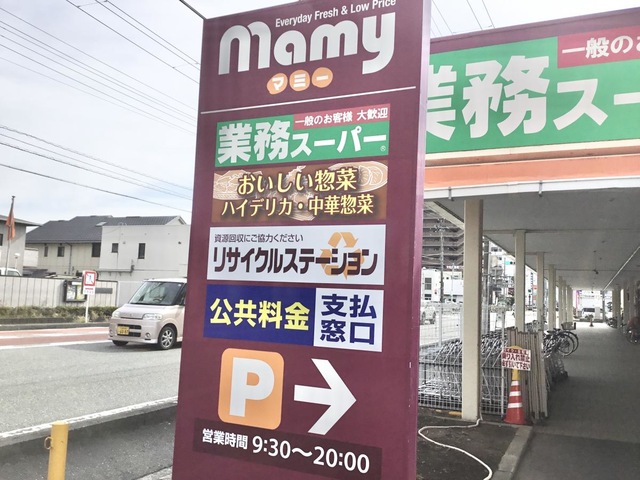 Everyday Fresh & Low Price
mamy
マミー
一般のお客様 大歓迎
業務スーパー
おいしい惣菜
ハイデリカ・中華惣菜
資源回収にご協力ください
リサイクルステーション
公共料金
支払
窓口
P
営業時間 9:30～20:00
一般のお
業務スー